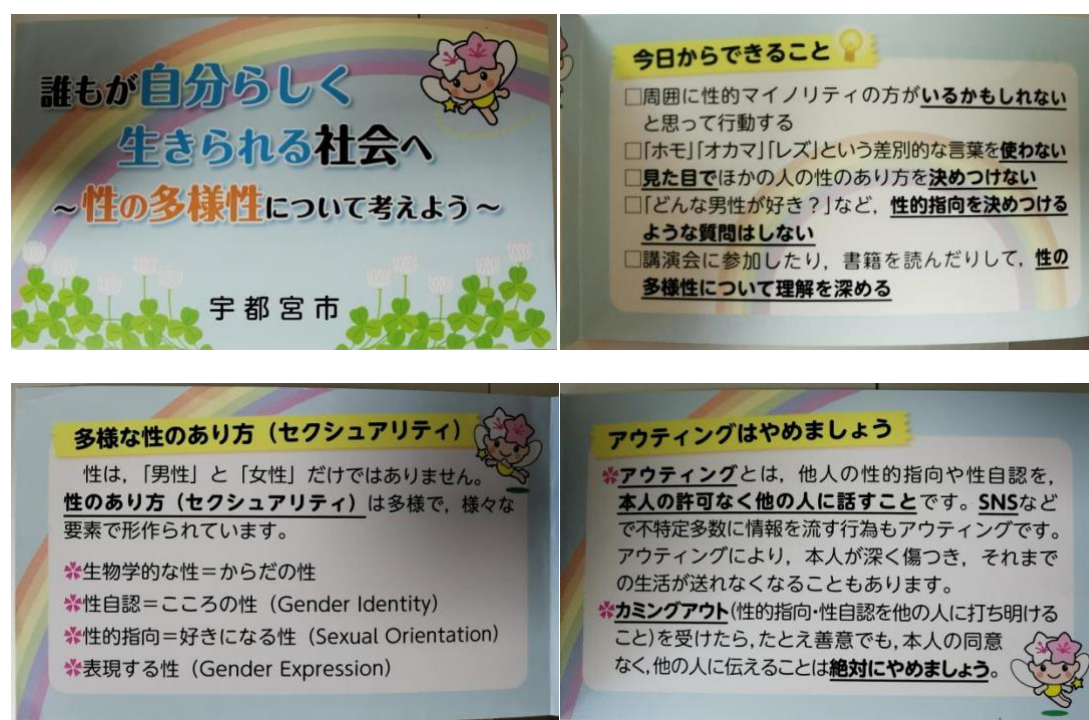 誰もが自分らしく
生きられる社会へ
～性の多様性について考えよう～
宇都宮市
今日からできること
□周囲に性的マイノリティの方がいるかもしれない
と思って行動する
□「ホモ」「オカマ」「レズ」という差別的な言葉を使わない
□見た目でほかの人の性のあり方を決めつけない
□「どんな男性が好き？」など，性的指向を決めつける
ような質問はしない
□講演会に参加したり，書籍を読んだりして，性の
多様性について理解を深める
多様な性のあり方（セクシュアリティ）
性は，「男性」と「女性」だけではありません。
性のあり方（セクシュアリティ）は多様で，様々な
要素で形作られています。
✽生物学的な性＝からだの性
✽性自認＝こころの性（Gender Identity）
✽性的指向＝好きになる性（Sexual Orientation）
✽表現する性（Gender Expression）
アウティングはやめましょう
✽アウティングとは，他人の性的指向や性自認を，
本人の許可なく他の人に話すことです。SNSなど
で不特定多数に情報を流す行為もアウティングです。
アウティングにより，本人が深く傷つき，それまで
の生活が送れなくなることもあります。
✽カミングアウト(性的指向・性自認を他の人に打ち明ける
こと)を受けたら，たとえ善意でも，本人の同意
なく，他の人に伝えることは絶対にやめましょう。